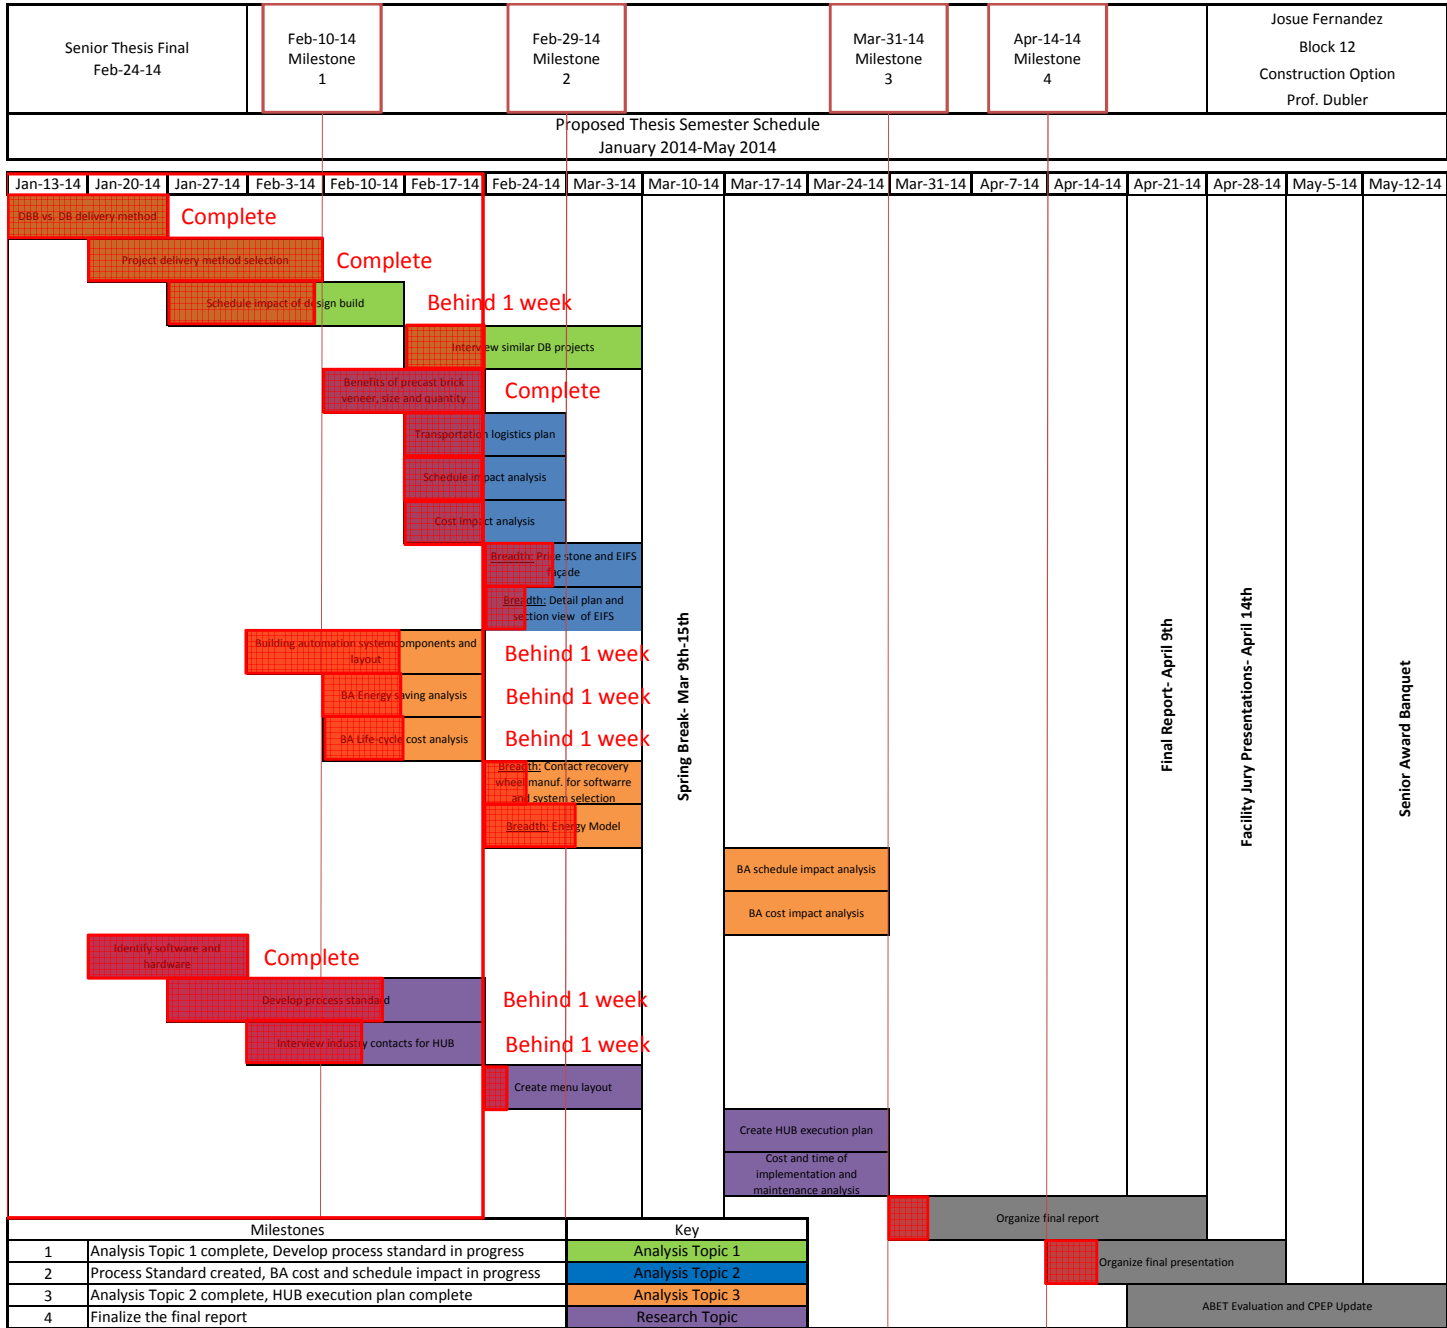 Senior Thesis Final
Feb-24-14
Feb-10-14
Milestone
1
Feb-29-14
Milestone
2
Mar-31-14
Milestone
3
Apr-14-14
Milestone
4
Josue Fernandez
Block 12
Construction Option
Prof. Dubler
Proposed Thesis Semester Schedule
January 2014-May 2014
Jan-13-14 Jan-20-14 Jan-27-14 Feb-3-14 Feb-10-14 Feb-17-14 Feb-24-14 Mar-3-14 Mar-10-14 Mar-17-14 Mar-24-14 Mar-31-14 Apr-7-14 Apr-14-14 Apr-21-14 Apr-28-14 May-5-14 May-12-14
DBB vs. DB delivery method
Complete
Project delivery method selection
Complete
Schedule impact of design build
Behind 1 week
Interview similar DB projects
Benefits of precast brick
veneer, size and quantity
Complete
Transportation logistics plan
Schedule impact analysis
Cost impact analysis
Breadth: Price stone and EIFS
façade
Breadth: Detail plan and
section view of EIFS
Building automation systemcomponents and
layout
Behind 1 week
BA Energy saving analysis
Behind 1 week
BA Life-cycle cost analysis
Behind 1 week
Breadth: Contact recovery
wheel manuf. for softwarre
and system selection
Breadth: Energy Model
Spring Break- Mar 9th-15th
Final Report- April 9th
Facility Jury Presentations- April 14th
Senior Award Banquet
BA schedule impact analysis
BA cost impact analysis
Identify software and
hardware
Complete
Develop process standard
Behind 1 week
Interview industry contacts for HUB
Behind 1 week
Create menu layout
Create HUB execution plan
Cost and time of
implementation and
maintenance analysis
Organize final report
Organize final presentation
ABET Evaluation and CPEP Update
Milestones
Key
1 Analysis Topic 1 complete, Develop process standard in progress
Analysis Topic 1
2 Process Standard created, BA cost and schedule impact in progress
Analysis Topic 2
3 Analysis Topic 2 complete, HUB execution plan complete
Analysis Topic 3
4 Finalize the final report
Research Topic